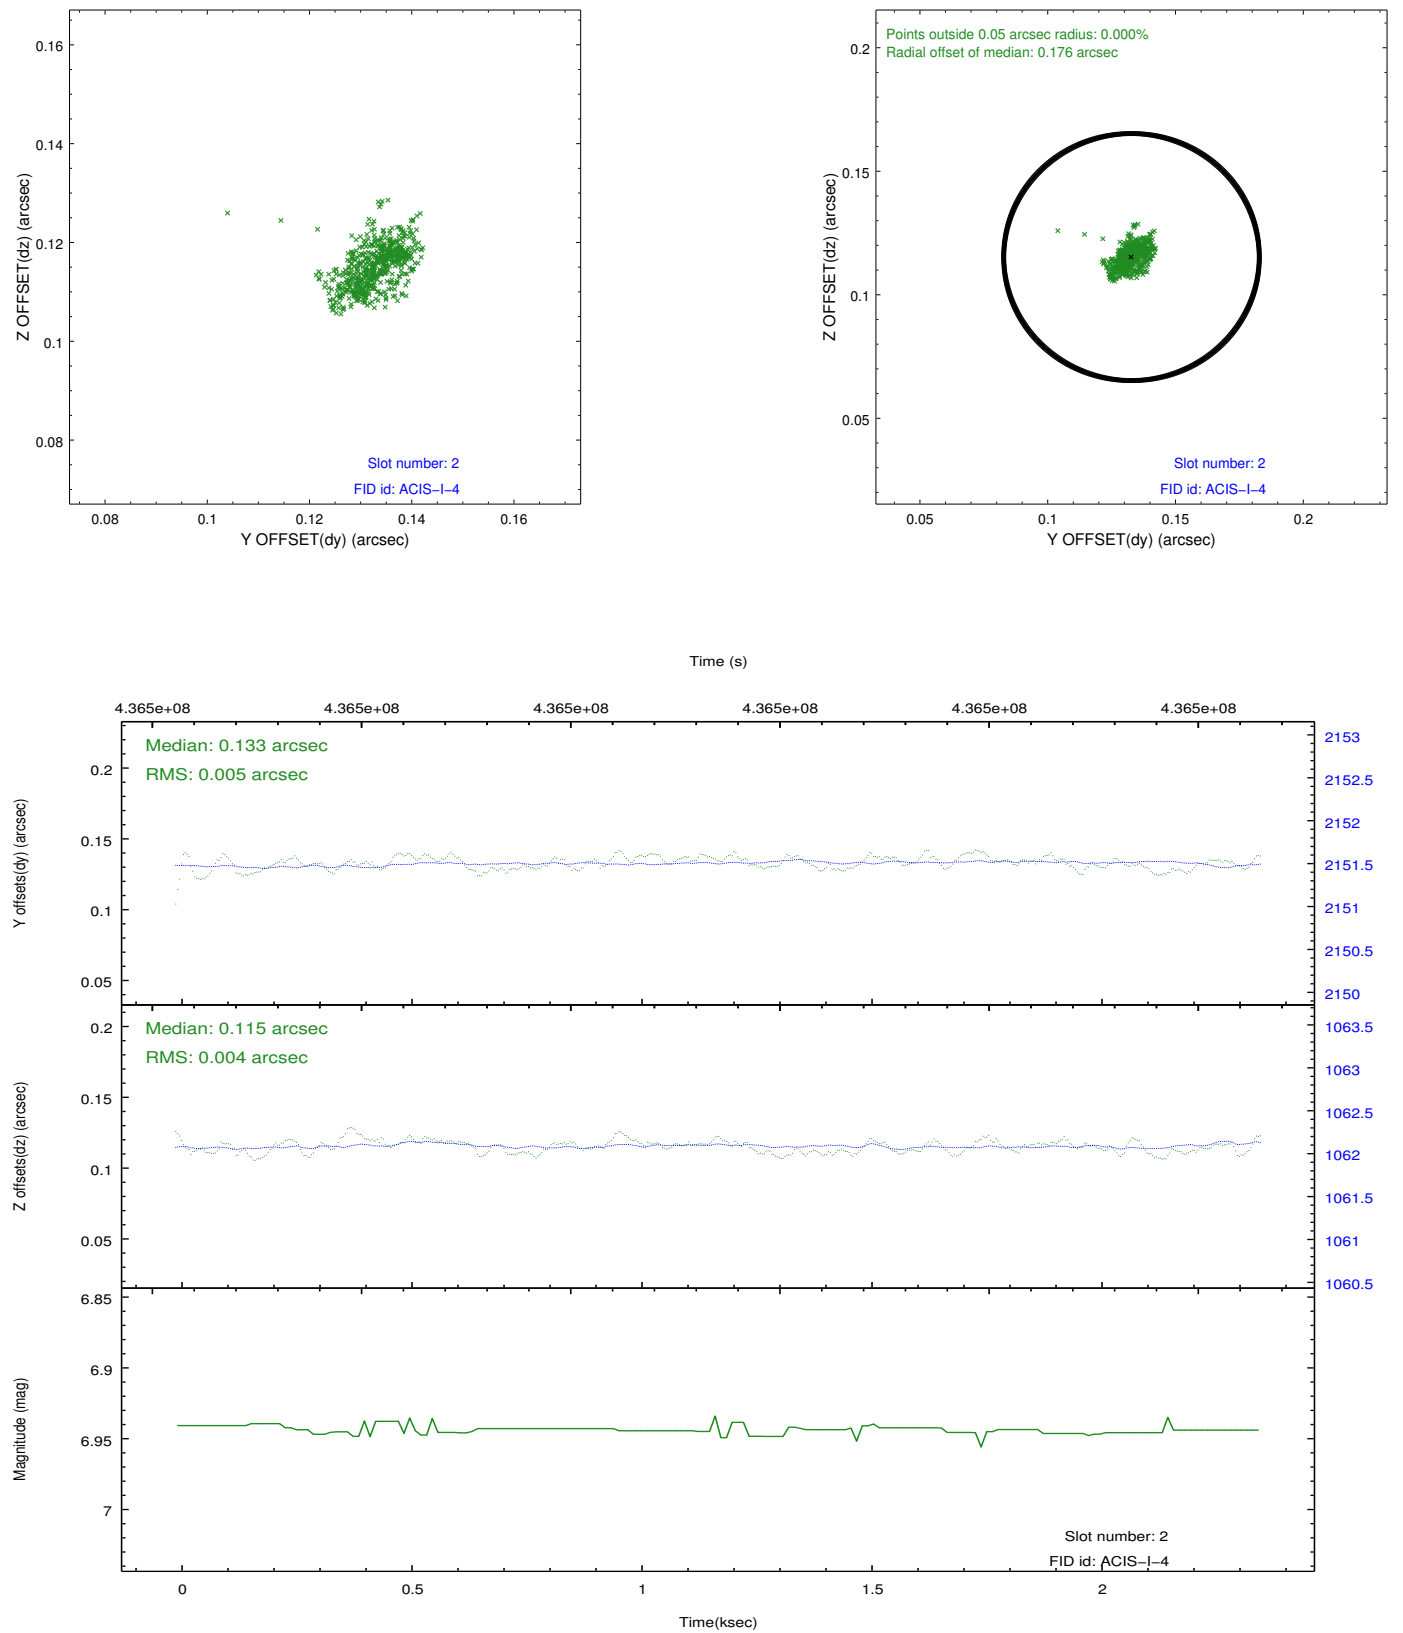 0.16
0.14
0.12
0.1
0.08
Z OFFSET(dz) (arcsec)
0.08 0.1 0.12 0.14 0.16
Y OFFSET(dy) (arcsec)
Slot number: 2
FID id: ACIS−I−4
Points outside 0.05 arcsec radius: 0.000%
Radial offset of median: 0.176 arcsec
0.2
0.15
0.1
0.05
Z OFFSET(dz) (arcsec)
0.05 0.1 0.15 0.2
Y OFFSET(dy) (arcsec)
Slot number: 2
FID id: ACIS−I−4
Time (s)
4.365e+08 4.365e+08 4.365e+08 4.365e+08 4.365e+08 4.365e+08
Median: 0.133 arcsec
RMS: 0.005 arcsec
0.2
0.15
0.1
0.05
Y offsets(dy) (arcsec)
2153
2152.5
2152
2151.5
2151
2150.5
2150
Median: 0.115 arcsec
RMS: 0.004 arcsec
0.2
0.15
0.1
0.05
Z offsets(dz) (arcsec)
1063.5
1063
1062.5
1062
1061.5
1061
1060.5
6.85
6.9
6.95
7
Magnitude (mag)
Slot number: 2
FID id: ACIS−I−4
0 0.5 1 1.5 2
Time(ksec)